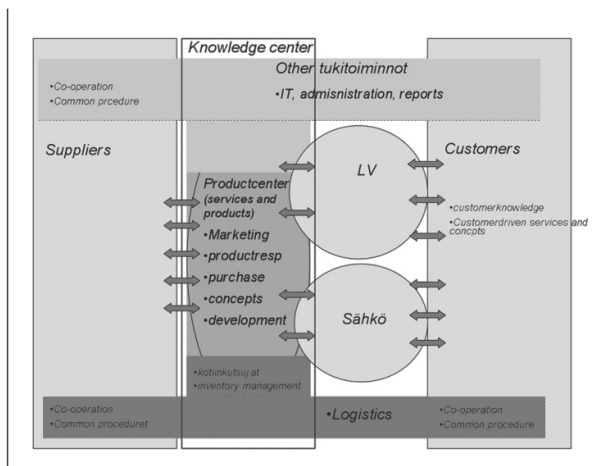 Knowledge center
Other tukitoiminnot
•Co-operation
•Common prcedure
•IT, admisnistration, reports
Suppliers
LV
Customers
Productcenter
(services and
products)
•Marketing
•productresp
•purchase
•concepts
•development
•customerknowledge
•Customerdriven services and
concpts
Sähkö
•kotiinkutsujat
•inventory management
•Co-operation
•Common proceduret
•Logistics
•Co-operation
•Common procedure